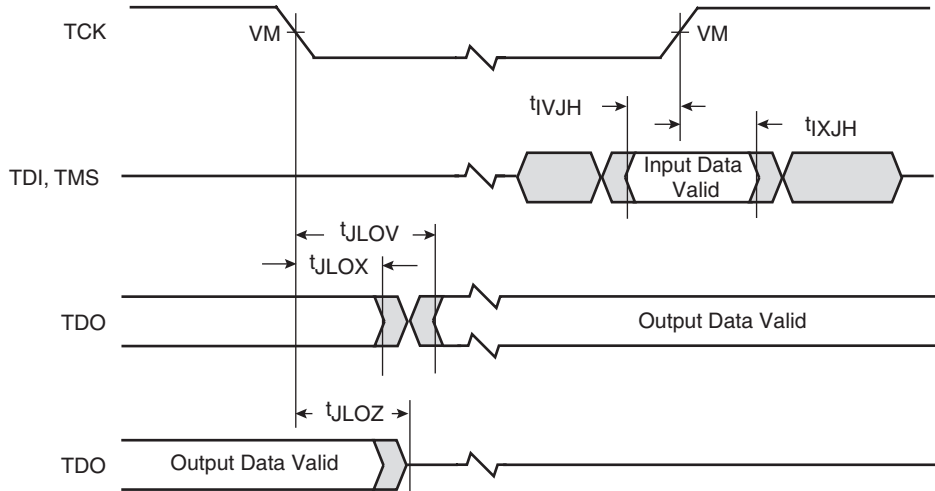 TCK
VM
VM
tIVJH
tIXJH
TDI, TMS
Input Data
Valid
tJLOV
tJLOX
TDO
Output Data Valid
tJLOZ
TDO
Output Data Valid